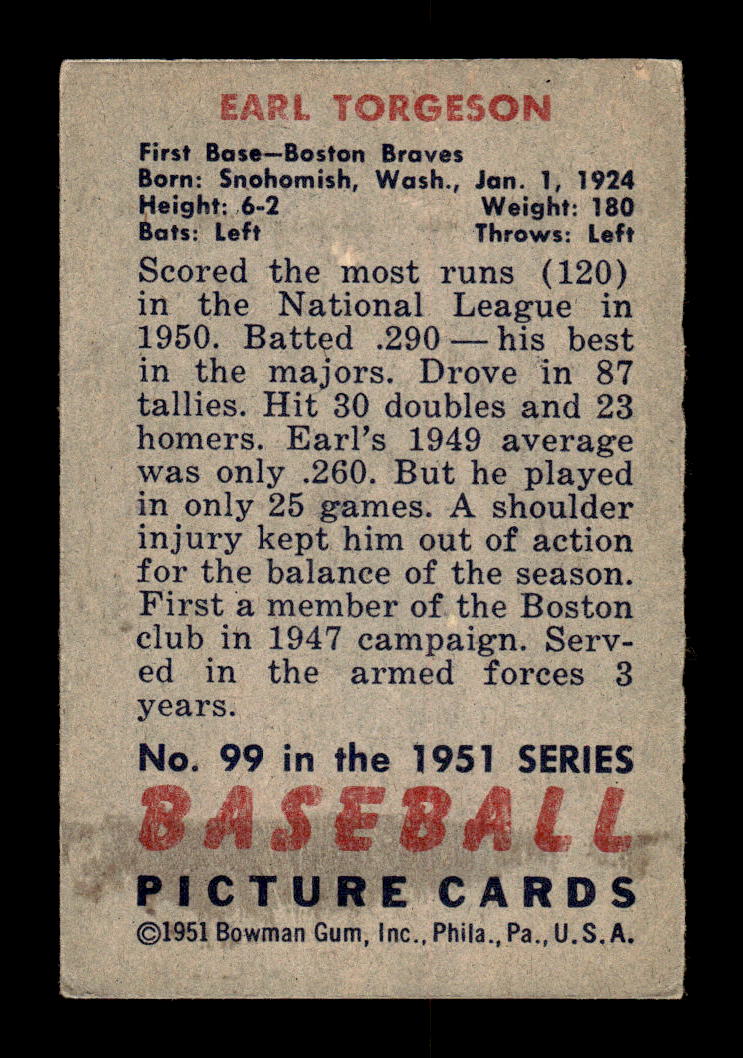 EARL TORGESON
First Base—Boston Braves
Born: Snohomish, Wash., Jan. 1, 1924
Height: 6-2 Weight: 180
Bats: Left Throws: Left
Scored the most runs (120)
in the National League in
1950. Batted .290 — his best
in the majors. Drove in 87
tallies. Hit 30 doubles and 23
homers. Earl's 1949 average
was only .260. But he played
in only 25 games. A shoulder
injury kept him out of action
for the balance of the season.
First a member of the Boston
club in 1947 campaign. Serv-
ed in the armed forces 3
years.
No. 99 in the 1951 SERIES
BASEBALL
PICTURE CARDS
©1951 Bowman Gum, Inc., Phila., Pa., U.S.A.